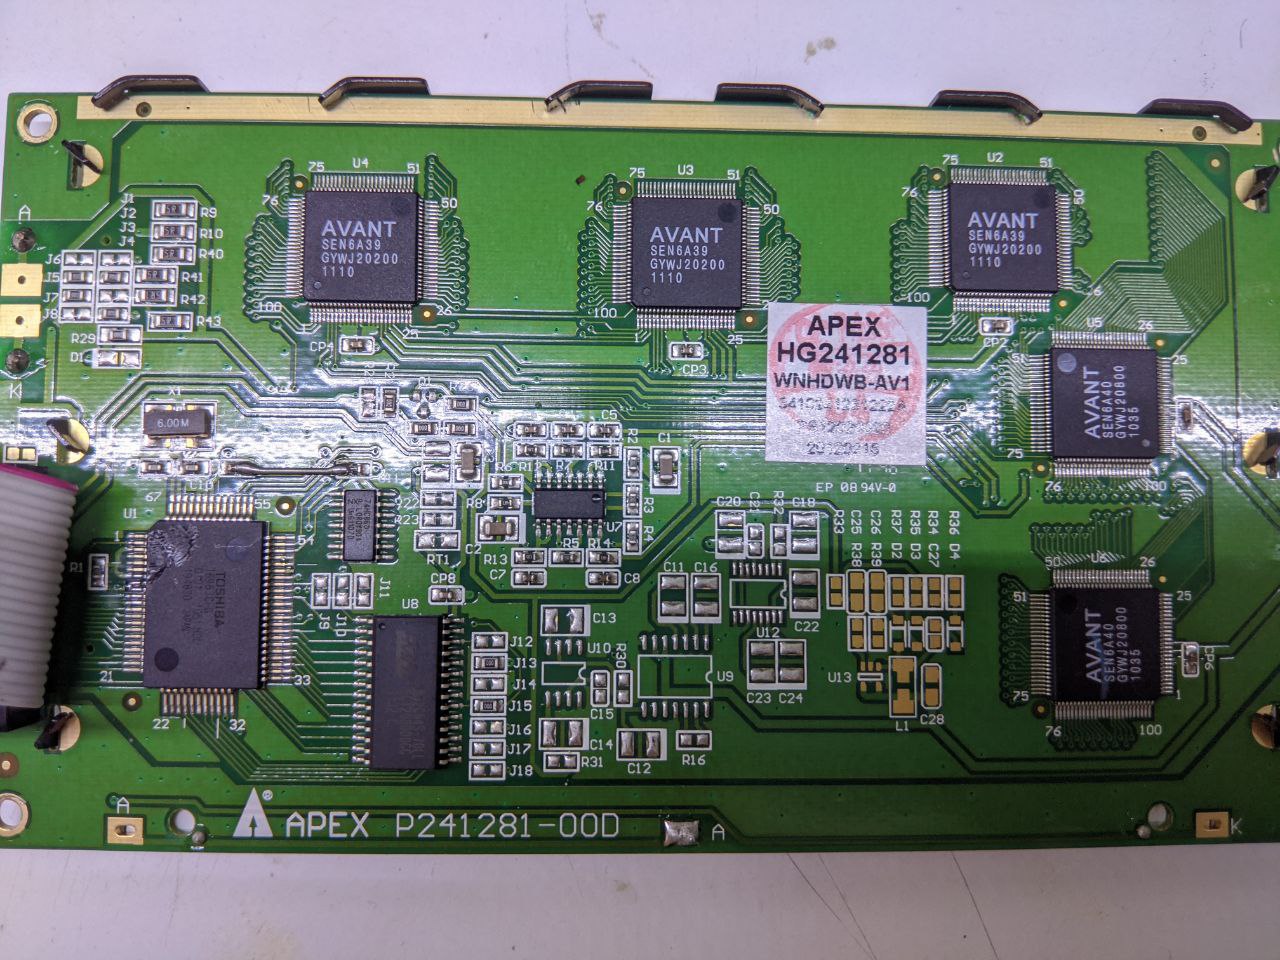 75 U4 51
76 50
AVANT
SEN6A39
GYWJ20200
1110
100 26
25
CP4
U3
75 51
76 50
AVANT
SEN6A39
GYWJ20200
1110
100
25
CP3
75 U2 51
76 50
AVANT
SEN6A39
GYWJ20200
1110
100
CP2
A
J1
J2 R9
J3 R10
J4 R40
J6
J5 R41
J7 R42
J8 R43
R29
D1
K
X1
6.00M
APEX
HG241281
WNHDWB-AV1
EP 08 94V-0
U5 26
51 25
AVANT
SEN6A40
GYWJ20800
1035
75
76 100
50 U6 26
51 25
AVANT
SEN6A40
GYWJ20800
1035
75 1
76 100
CP6
67 55
U1
1 54
TOSHIBA
R1
21 33
22 32
J9 J10 J11
R22
R23
RT1
CP8
U8
C5
R2
C1
R6 R7 R11
R8
R3
U7
R4
C2
R5 R14
R13
C7 C8
C20 R32 C18
C11 C16
U12 C22
C23 C24
R33 C25 C26 R37 R35 R34 R36
R38 R39 D2 D3 C27 D4
C13
U10
R30
U9
C15
C14
R31
C12
R16
U13
L1
C28
J12
J13
J14
J15
J16
J17
J18
A
® APEX P241281-00D
A
K